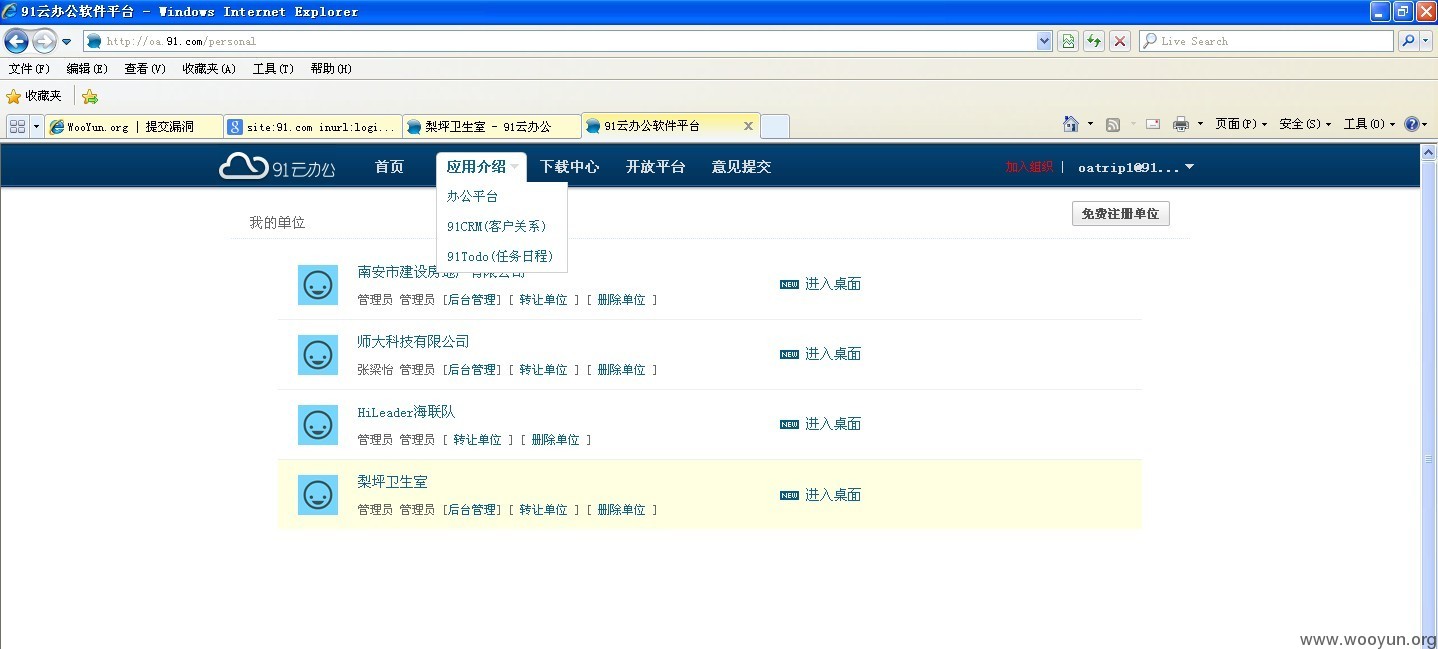 91云办公软件平台 - Windows Internet Explorer
http://oa.91.com/personal
Live Search
文件(F) 编辑(E) 查看(V) 收藏夹(A) 工具(T) 帮助(H)
收藏夹
WooYun.org | 提交漏洞 site:91.com inurl:logi... 梨坪卫生室 - 91云办公 91云办公软件平台 页面(P) 安全(S) 工具(O)
91云办公 首页 应用介绍 下载中心 开放平台 意见提交 加入组织 | oatrip1@91...
办公平台
91CRM(客户关系)
91Todo(任务日程)
我的单位 免费注册单位
南安市建设房地产有限公司
管理员 管理员 [后台管理] [ 转让单位 ] [ 删除单位 ]
NEW 进入桌面
师大科技有限公司
张梁怡 管理员 [后台管理] [ 转让单位 ] [ 删除单位 ]
NEW 进入桌面
HiLeader海联队
管理员 管理员 [ 转让单位 ] [ 删除单位 ]
NEW 进入桌面
梨坪卫生室
管理员 管理员 [后台管理] [ 转让单位 ] [ 删除单位 ]
NEW 进入桌面
www.wooyun.org